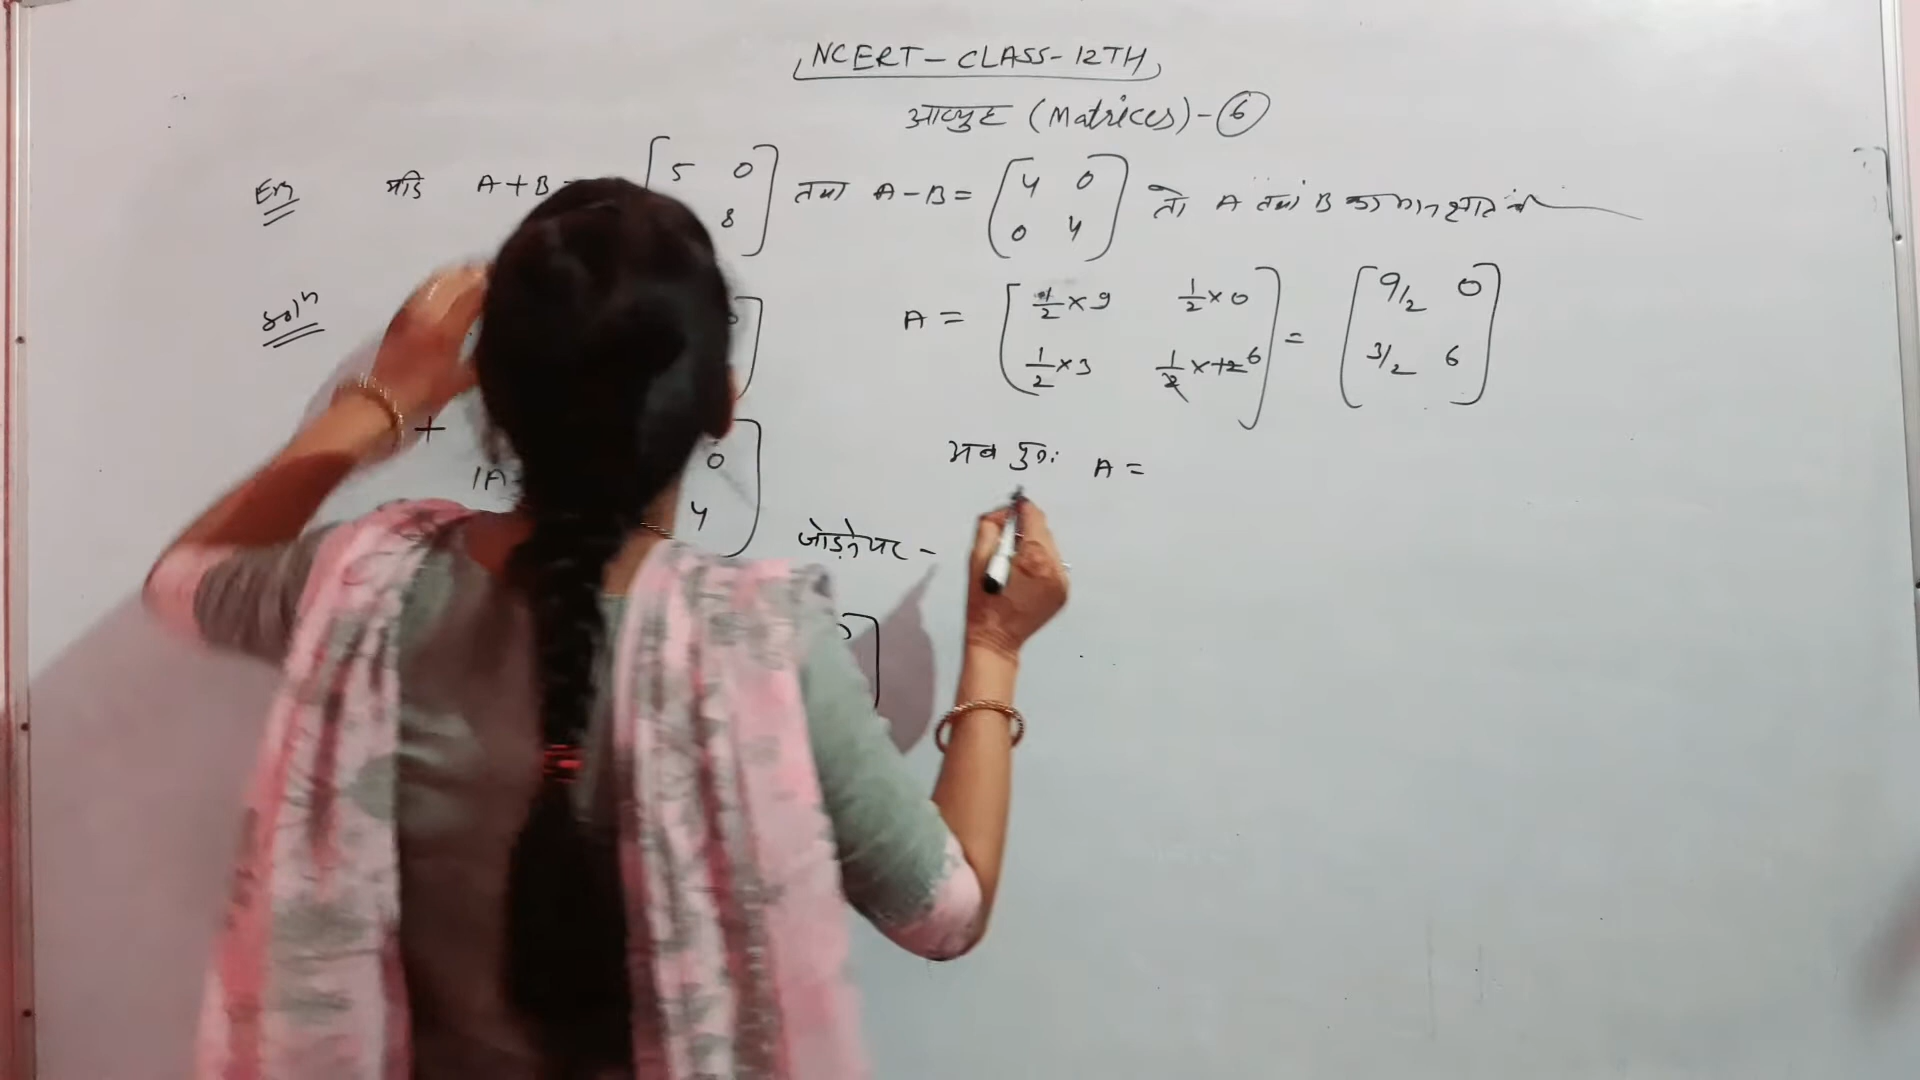 NCERT - CLASS - 12TH
आव्यूह (Matrices) - 6
यदि A+B 5 0 तथा A-B = [4 0 तो A तथा B का मान ज्ञात
8 0 4]
Solⁿ
A = [1/2 × 9 1/2 × 0 = [9/2 0
1/2 × 3 1/2 × 12 6] 3/2 6]
+ 0
अब पुनः A =
4
जोड़ने पर -